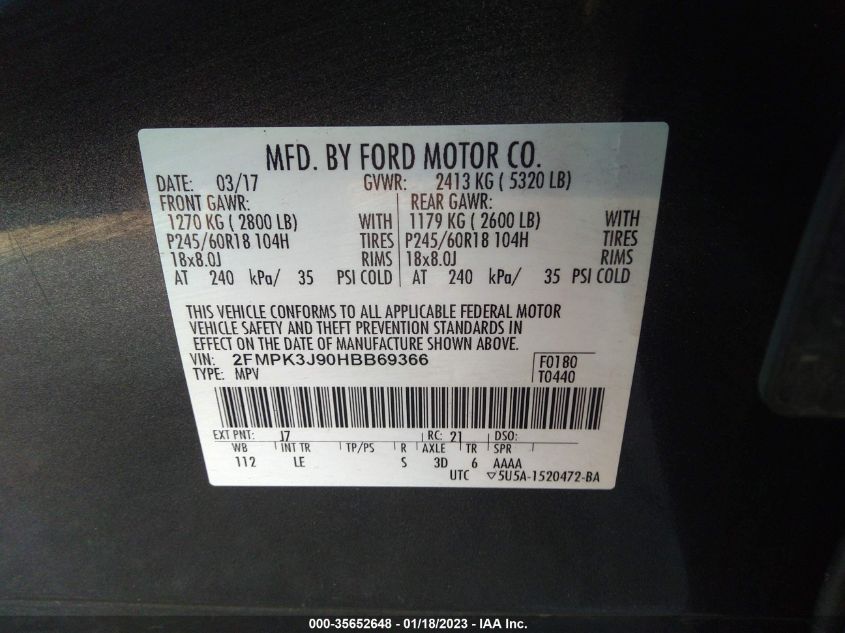 MFD. BY FORD MOTOR CO.
DATE: 03/17 GVWR: 2413 KG ( 5320 LB)
FRONT GAWR: REAR GAWR:
1270 KG ( 2800 LB) WITH 1179 KG ( 2600 LB) WITH
P245/60R18 104H TIRES P245/60R18 104H TIRES
18x8.0J RIMS 18x8.0J RIMS
AT 240 kPa/ 35 PSI COLD AT 240 kPa/ 35 PSI COLD
THIS VEHICLE CONFORMS TO ALL APPLICABLE FEDERAL MOTOR
VEHICLE SAFETY AND THEFT PREVENTION STANDARDS IN
EFFECT ON THE DATE OF MANUFACTURE SHOWN ABOVE.
VIN: 2FMPK3J90HBB69366 F0180
TYPE: MPV T0440
EXT PNT: J7 RC: 21 DSO:
WB INT TR TP/PS R AXLE TR SPR
112 LE S 3D 6 AAAA
UTC ▽5U5A-1520472-BA
000-35652648 - 01/18/2023 - IAA Inc.